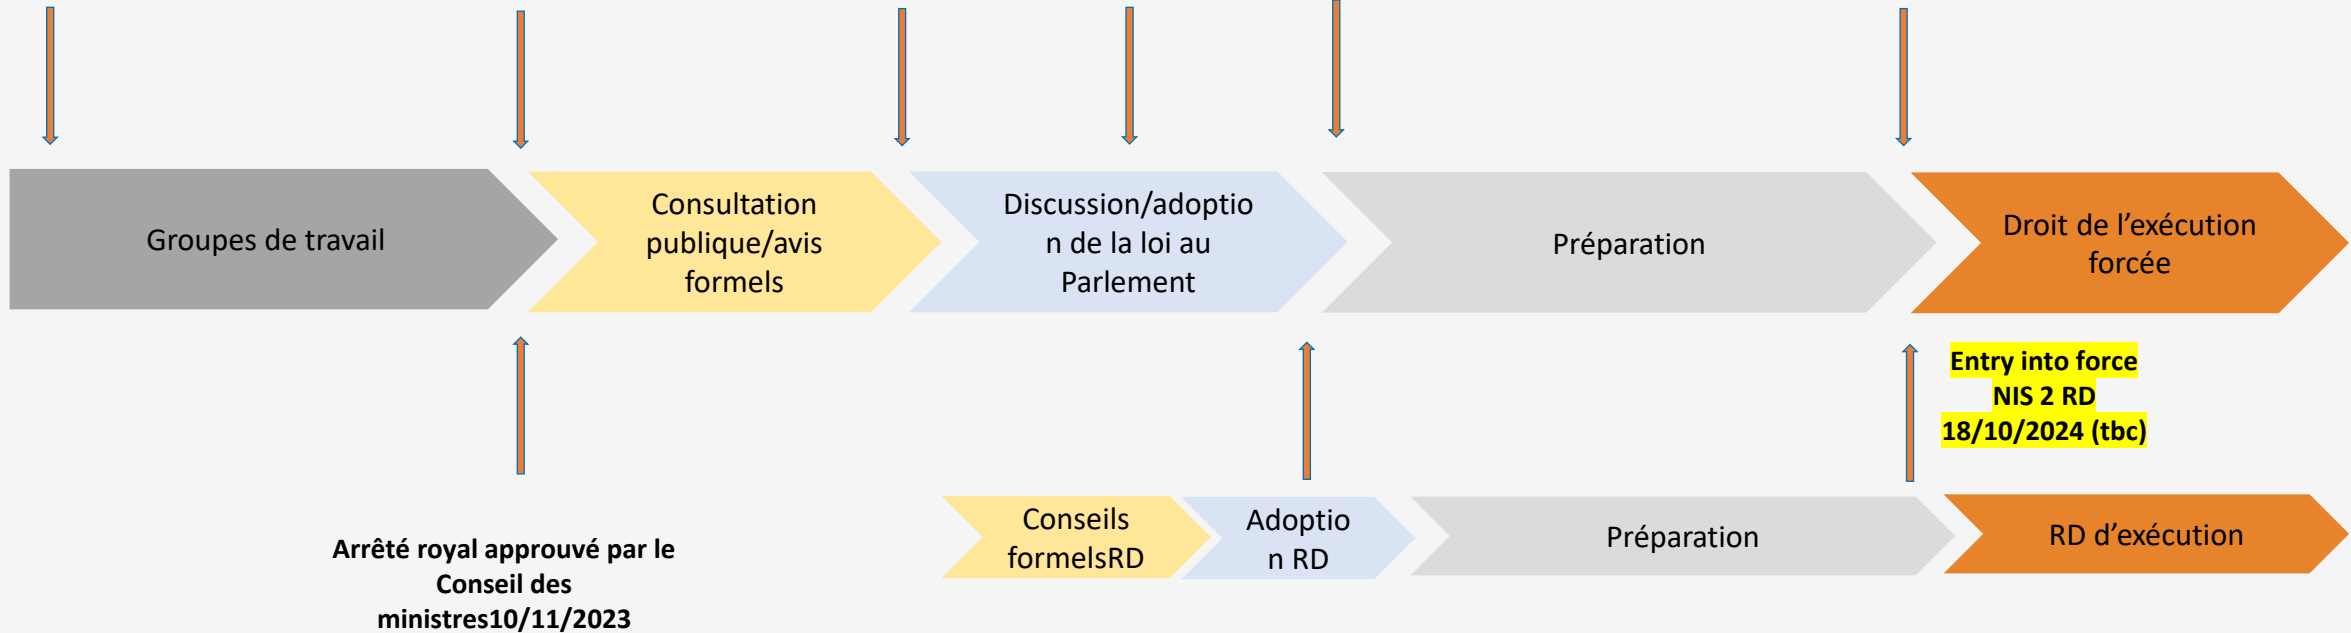 Groupes de travail
Consultation
publique/avis
formels
Discussion/adoptio
n de la loi au
Parlement
Préparation
Droit de l’exécution
forcée
Entry into force
NIS 2 RD
18/10/2024 (tbc)
Arrêté royal approuvé par le
Conseil des
ministres10/11/2023
Conseils
formelsRD
Adoptio
n RD
Préparation
RD d’exécution